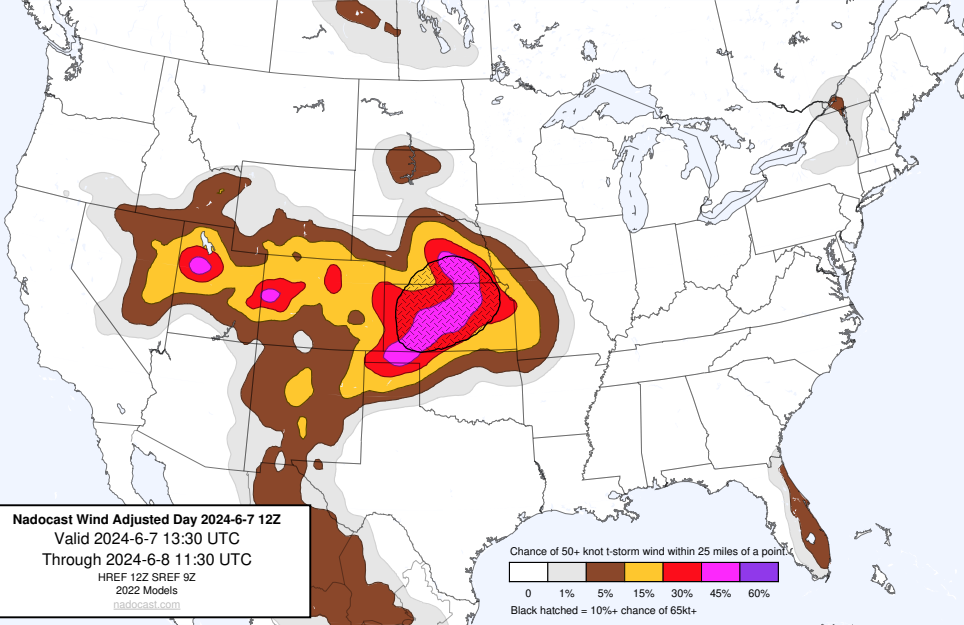 Nadocast Wind Adjusted Day 2024-6-7 12Z
Valid 2024-6-7 13:30 UTC
Through 2024-6-8 11:30 UTC
HREF 12Z SREF 9Z
2022 Models
nadocast.com
Chance of 50+ knot t-storm wind within 25 miles of a point.
0 1% 5% 15% 30% 45% 60%
Black hatched = 10%+ chance of 65kt+